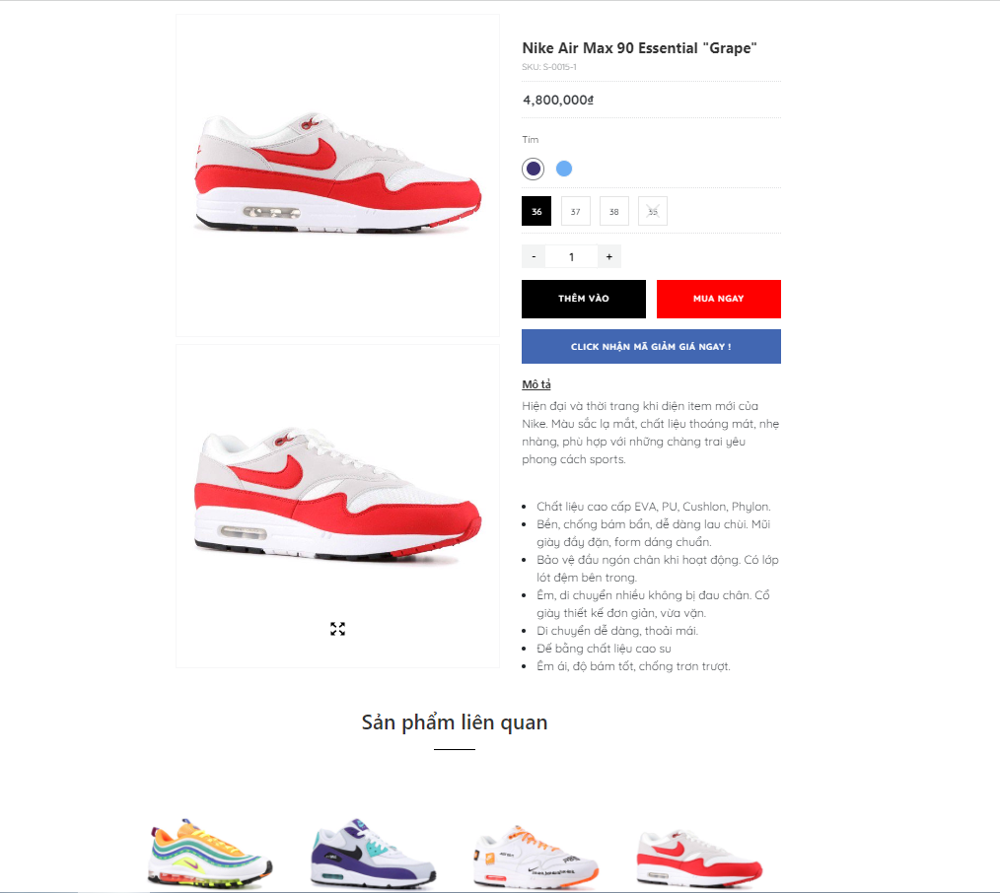 Nike Air Max 90 Essential "Grape"
SKU: S-0015-1
4,800,000₫
Tím
36 37 38 35
- 1 +
THÊM VÀO MUA NGAY
CLICK NHẬN MÃ GIẢM GIÁ NGAY !
Mô tả
Hiện đại và thời trang khi diện item mới của
Nike. Màu sắc lạ mắt, chất liệu thoáng mát, nhẹ
nhàng, phù hợp với những chàng trai yêu
phong cách sports.
• Chất liệu cao cấp EVA, PU, Cushlon, Phylon.
• Bền, chống bám bẩn, dễ dàng lau chùi. Mũi
giày đầy đặn, form dáng chuẩn.
• Bảo vệ đầu ngón chân khi hoạt động. Có lớp
lót đệm bên trong.
• Êm, di chuyển nhiều không bị đau chân. Cổ
giày thiết kế đơn giản, vừa vặn.
• Di chuyển dễ dàng, thoải mái.
• Đế bằng chất liệu cao su
• Êm ái, độ bám tốt, chống trơn trượt.
Sản phẩm liên quan